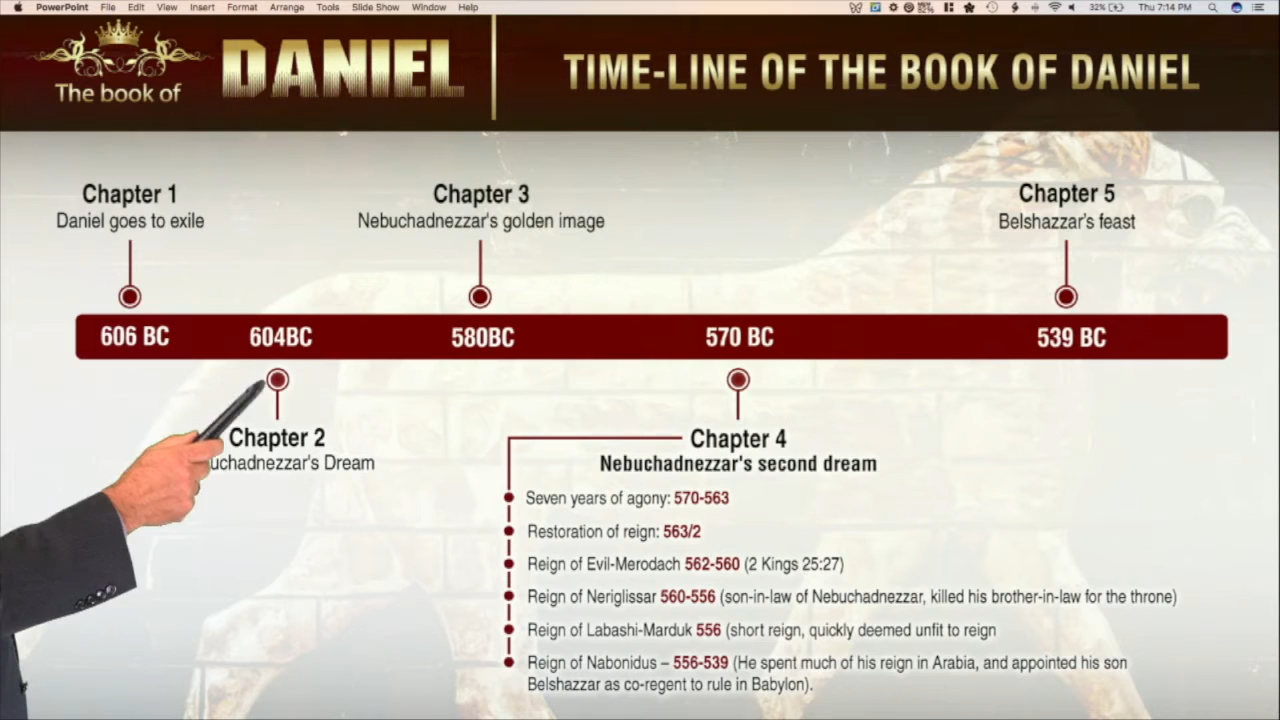 PowerPoint File Edit View Insert Format Arrange Tools Slide Show Window Help 32% Thu 7:14 PM
The book of DANIEL
TIME-LINE OF THE BOOK OF DANIEL
Chapter 1
Daniel goes to exile
Chapter 3
Nebuchadnezzar's golden image
Chapter 5
Belshazzar's feast
606 BC 604BC 580BC 570 BC 539 BC
Chapter 2
uchadnezzar's Dream
Chapter 4
Nebuchadnezzar's second dream
Seven years of agony: 570-563
Restoration of reign: 563/2
Reign of Evil-Merodach 562-560 (2 Kings 25:27)
Reign of Neriglissar 560-556 (son-in-law of Nebuchadnezzar, killed his brother-in-law for the throne)
Reign of Labashi-Marduk 556 (short reign, quickly deemed unfit to reign
Reign of Nabonidus – 556-539 (He spent much of his reign in Arabia, and appointed his son
Belshazzar as co-regent to rule in Babylon).